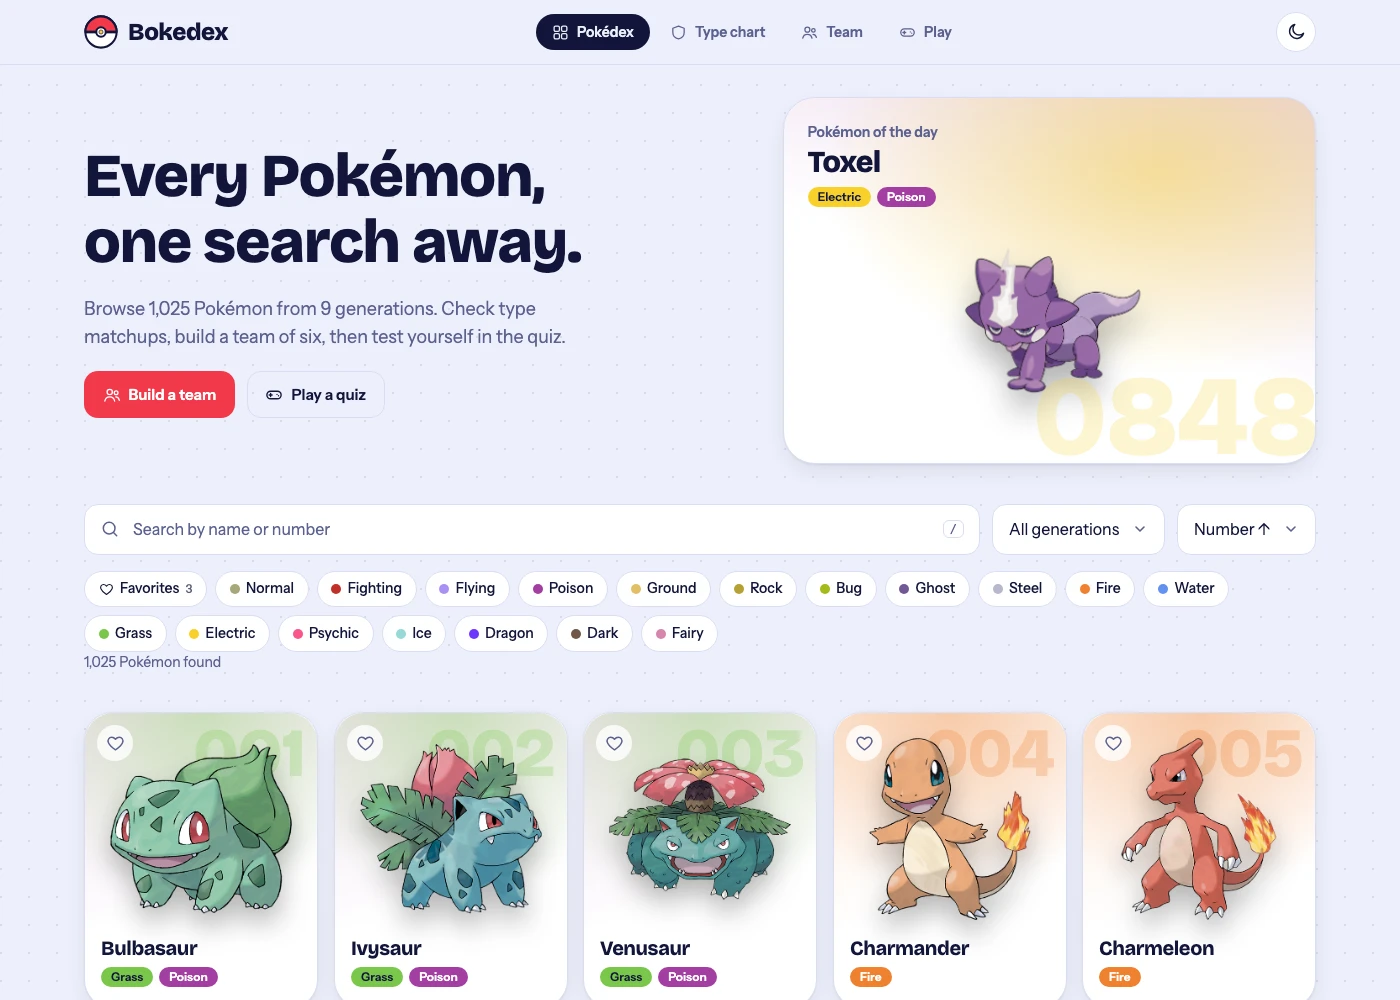 Bokedex
Pokédex
Type chart
Team
Play
Every Pokémon,
one search away.
Browse 1,025 Pokémon from 9 generations. Check type
matchups, build a team of six, then test yourself in the quiz.
Build a team
Play a quiz
Pokémon of the day
Toxel
Electric
Poison
0848
Search by name or number
/
All generations
Number ↑
Favorites 3
Normal
Fighting
Flying
Poison
Ground
Rock
Bug
Ghost
Steel
Fire
Water
Grass
Electric
Psychic
Ice
Dragon
Dark
Fairy
1,025 Pokémon found
001
Bulbasaur
Grass
Poison
002
Ivysaur
Grass
Poison
003
Venusaur
Grass
Poison
004
Charmander
Fire
005
Charmeleon
Fire